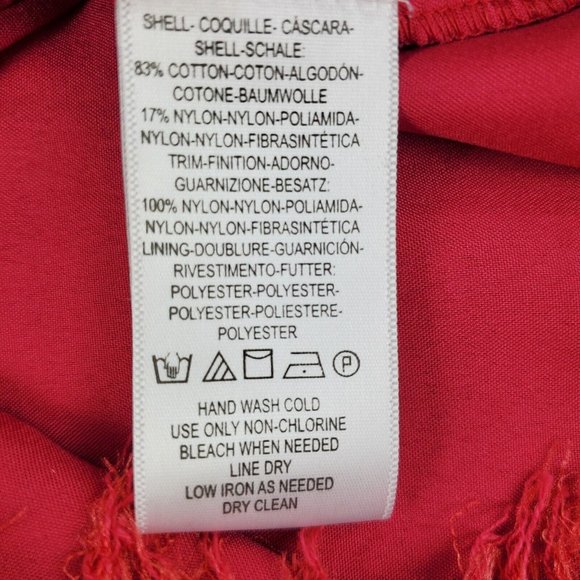 SHELL- COQUILLE- CÁSCARA-
SHELL-SCHALE:
83% COTTON-COTON-ALGODÓN-
COTONE-BAUMWOLLE
17% NYLON-NYLON-POLIAMIDA-
NYLON-NYLON-FIBRASINTÉTICA
TRIM-FINITION-ADORNO-
GUARNIZIONE-BESATZ:
100% NYLON-NYLON-POLIAMIDA-
NYLON-NYLON-FIBRASINTÉTICA
LINING-DOUBLURE-GUARNICIÓN-
RIVESTIMENTO-FUTTER:
POLYESTER-POLYESTER-
POLYESTER-POLIESTERE-
POLYESTER
P
HAND WASH COLD
USE ONLY NON-CHLORINE
BLEACH WHEN NEEDED
LINE DRY
LOW IRON AS NEEDED
DRY CLEAN